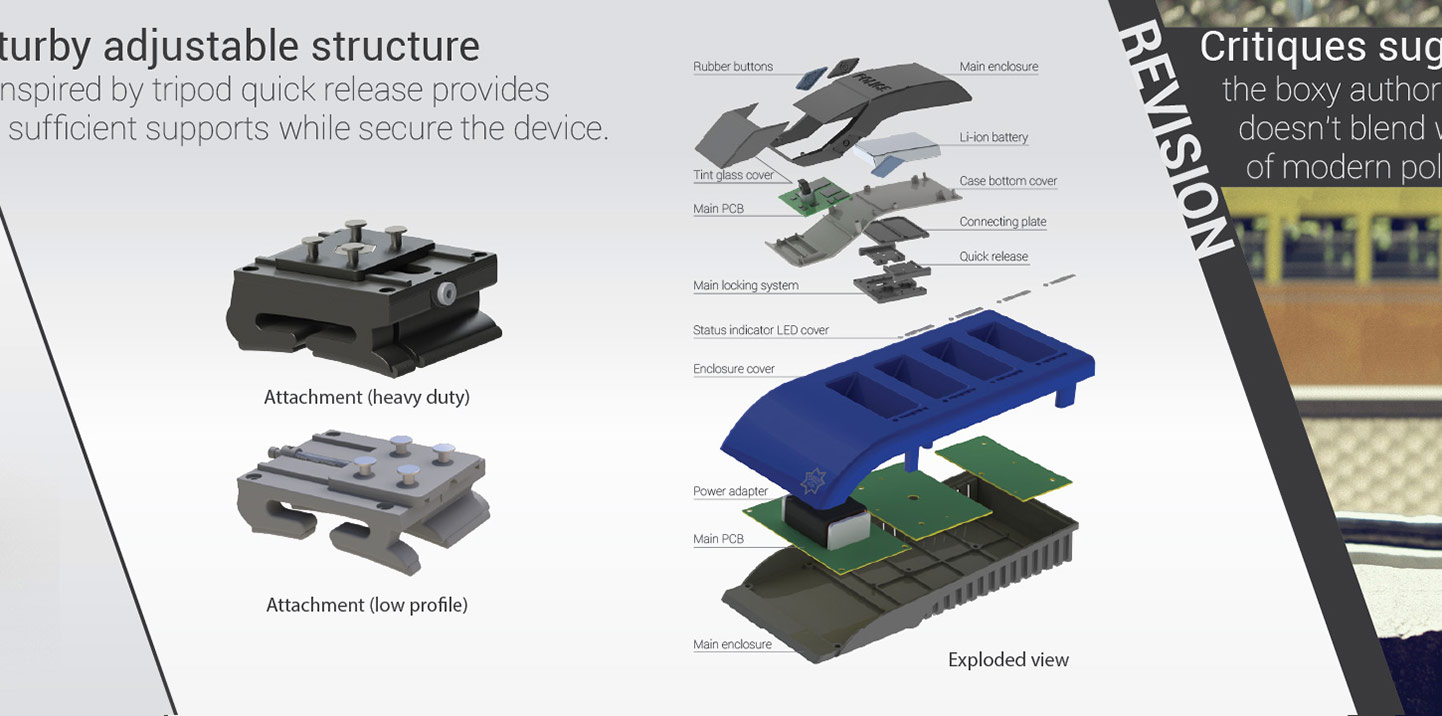 turby adjustable structure
nspired by tripod quick release provides
sufficient supports while secure the device.
Attachment (heavy duty)
Attachment (low profile)
Rubber buttons
Main enclosure
POLICE
Li-ion battery
Tint glass cover
Case bottom cover
Main PCB
Connecting plate
Quick release
Main locking system
Status indicator LED cover
Enclosure cover
Power adapter
Main PCB
Main enclosure
Exploded view
REVISION
Critiques sug
the boxy author
doesn't blend
of modern pol